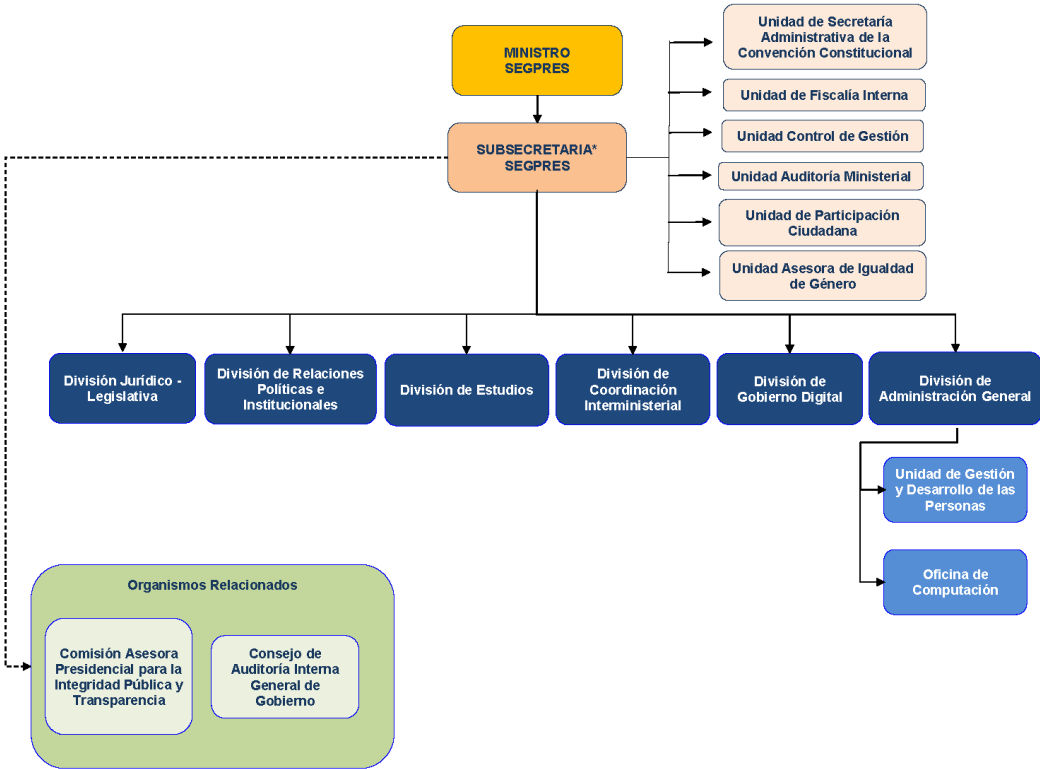 MINISTRO
SEGPRES
SUBSECRETARIA*
SEGPRES
Unidad de Secretaría
Administrativa de la
Convención Constitucional
Unidad de Fiscalía Interna
Unidad Control de Gestión
Unidad Auditoría Ministerial
Unidad de Participación
Ciudadana
Unidad Asesora de Igualdad
de Género
División Jurídico -
Legislativa
División de Relaciones
Políticas e
Institucionales
División de Estudios
División de
Coordinación
Interministerial
División de
Gobierno Digital
División de
Administración General
Unidad de Gestión
y Desarrollo de las
Personas
Oficina de
Computación
Organismos Relacionados
Comisión Asesora
Presidencial para la
Integridad Pública y
Transparencia
Consejo de
Auditoría Interna
General de
Gobierno